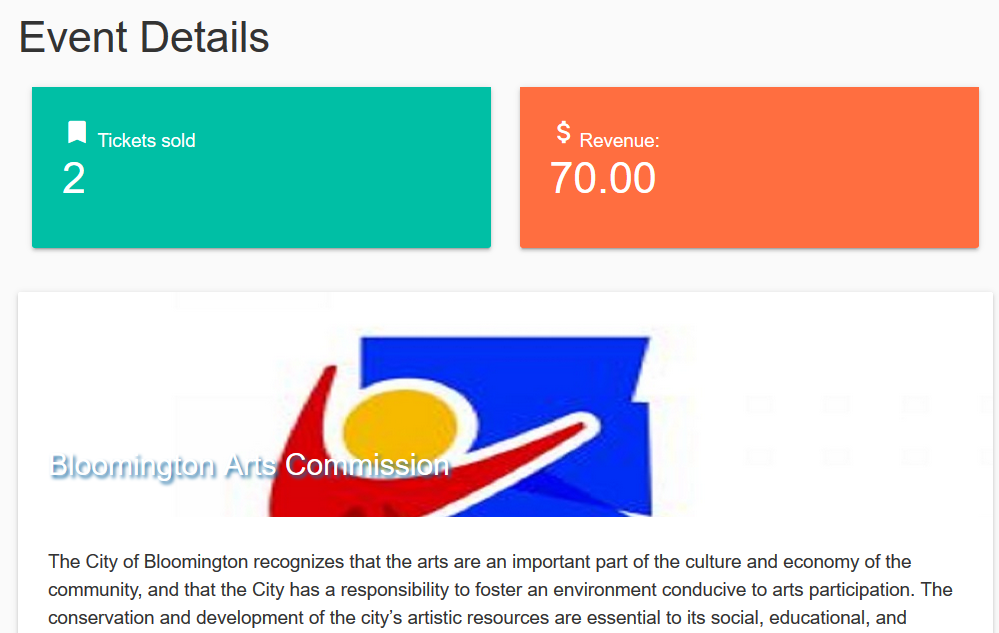 Event Details
Tickets sold
2
$ Revenue:
70.00
Bloomington Arts Commission
The City of Bloomington recognizes that the arts are an important part of the culture and economy of the
community, and that the City has a responsibility to foster an environment conducive to arts participation. The
conservation and development of the city’s artistic resources are essential to its social, educational, and